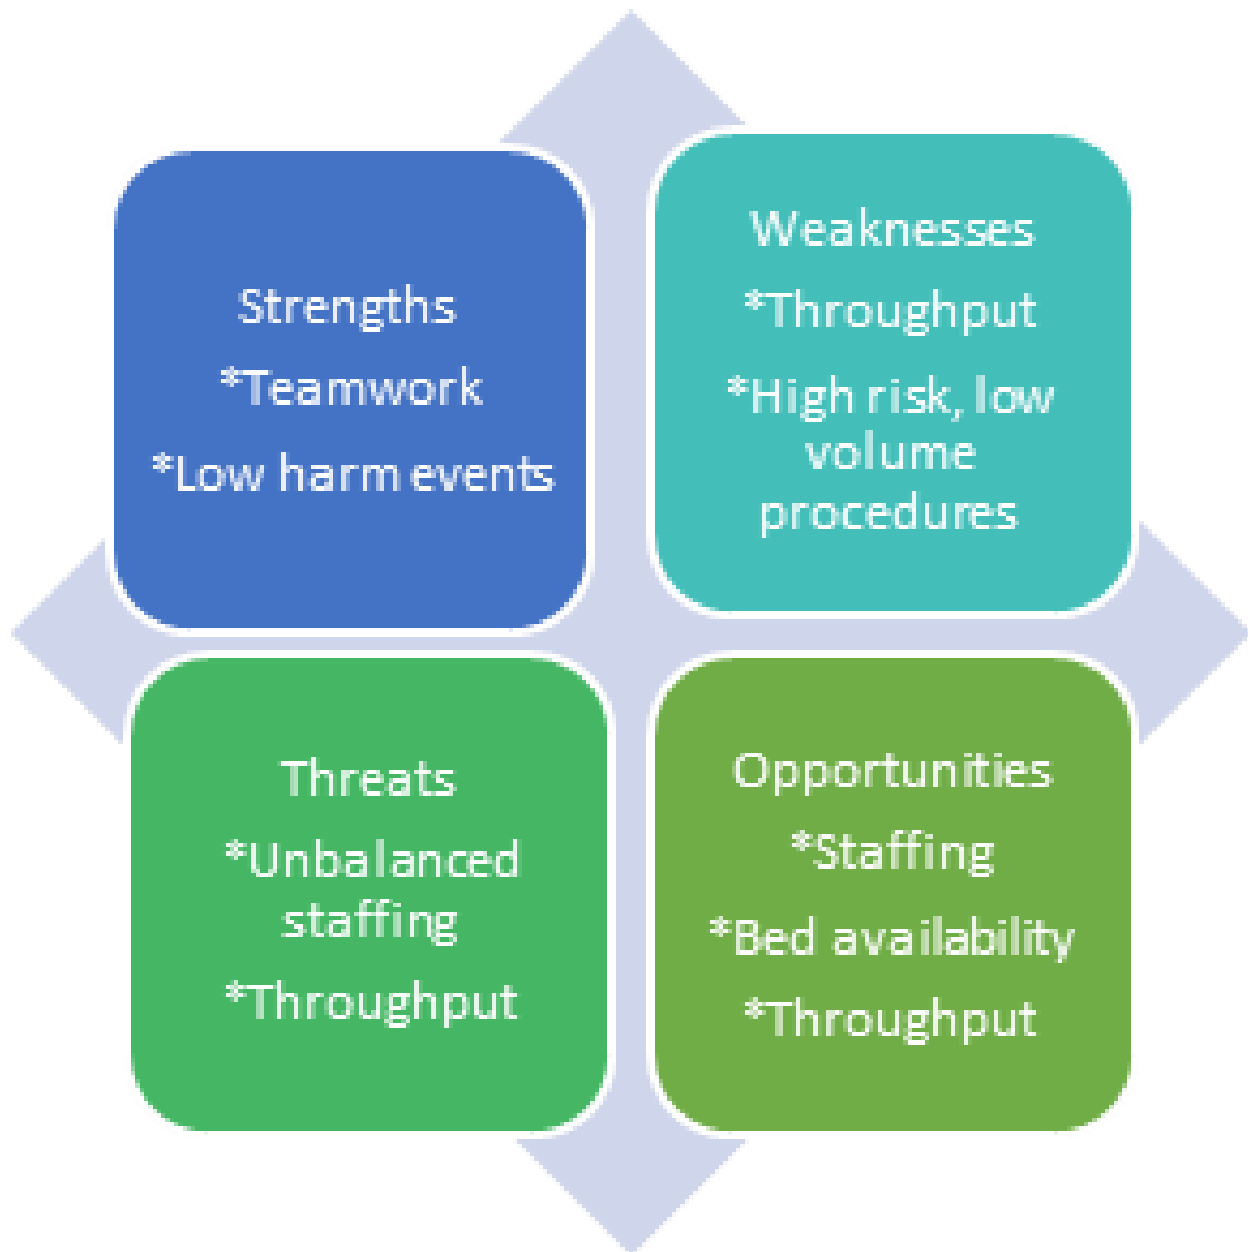 Strengths
*Teamwork
*Low harm events
Weaknesses
*Throughput
*High risk, low
volume
procedures
Threats
*Unbalanced
staffing
*Throughput
Opportunities
*Staffing
*Bed availability
*Throughput